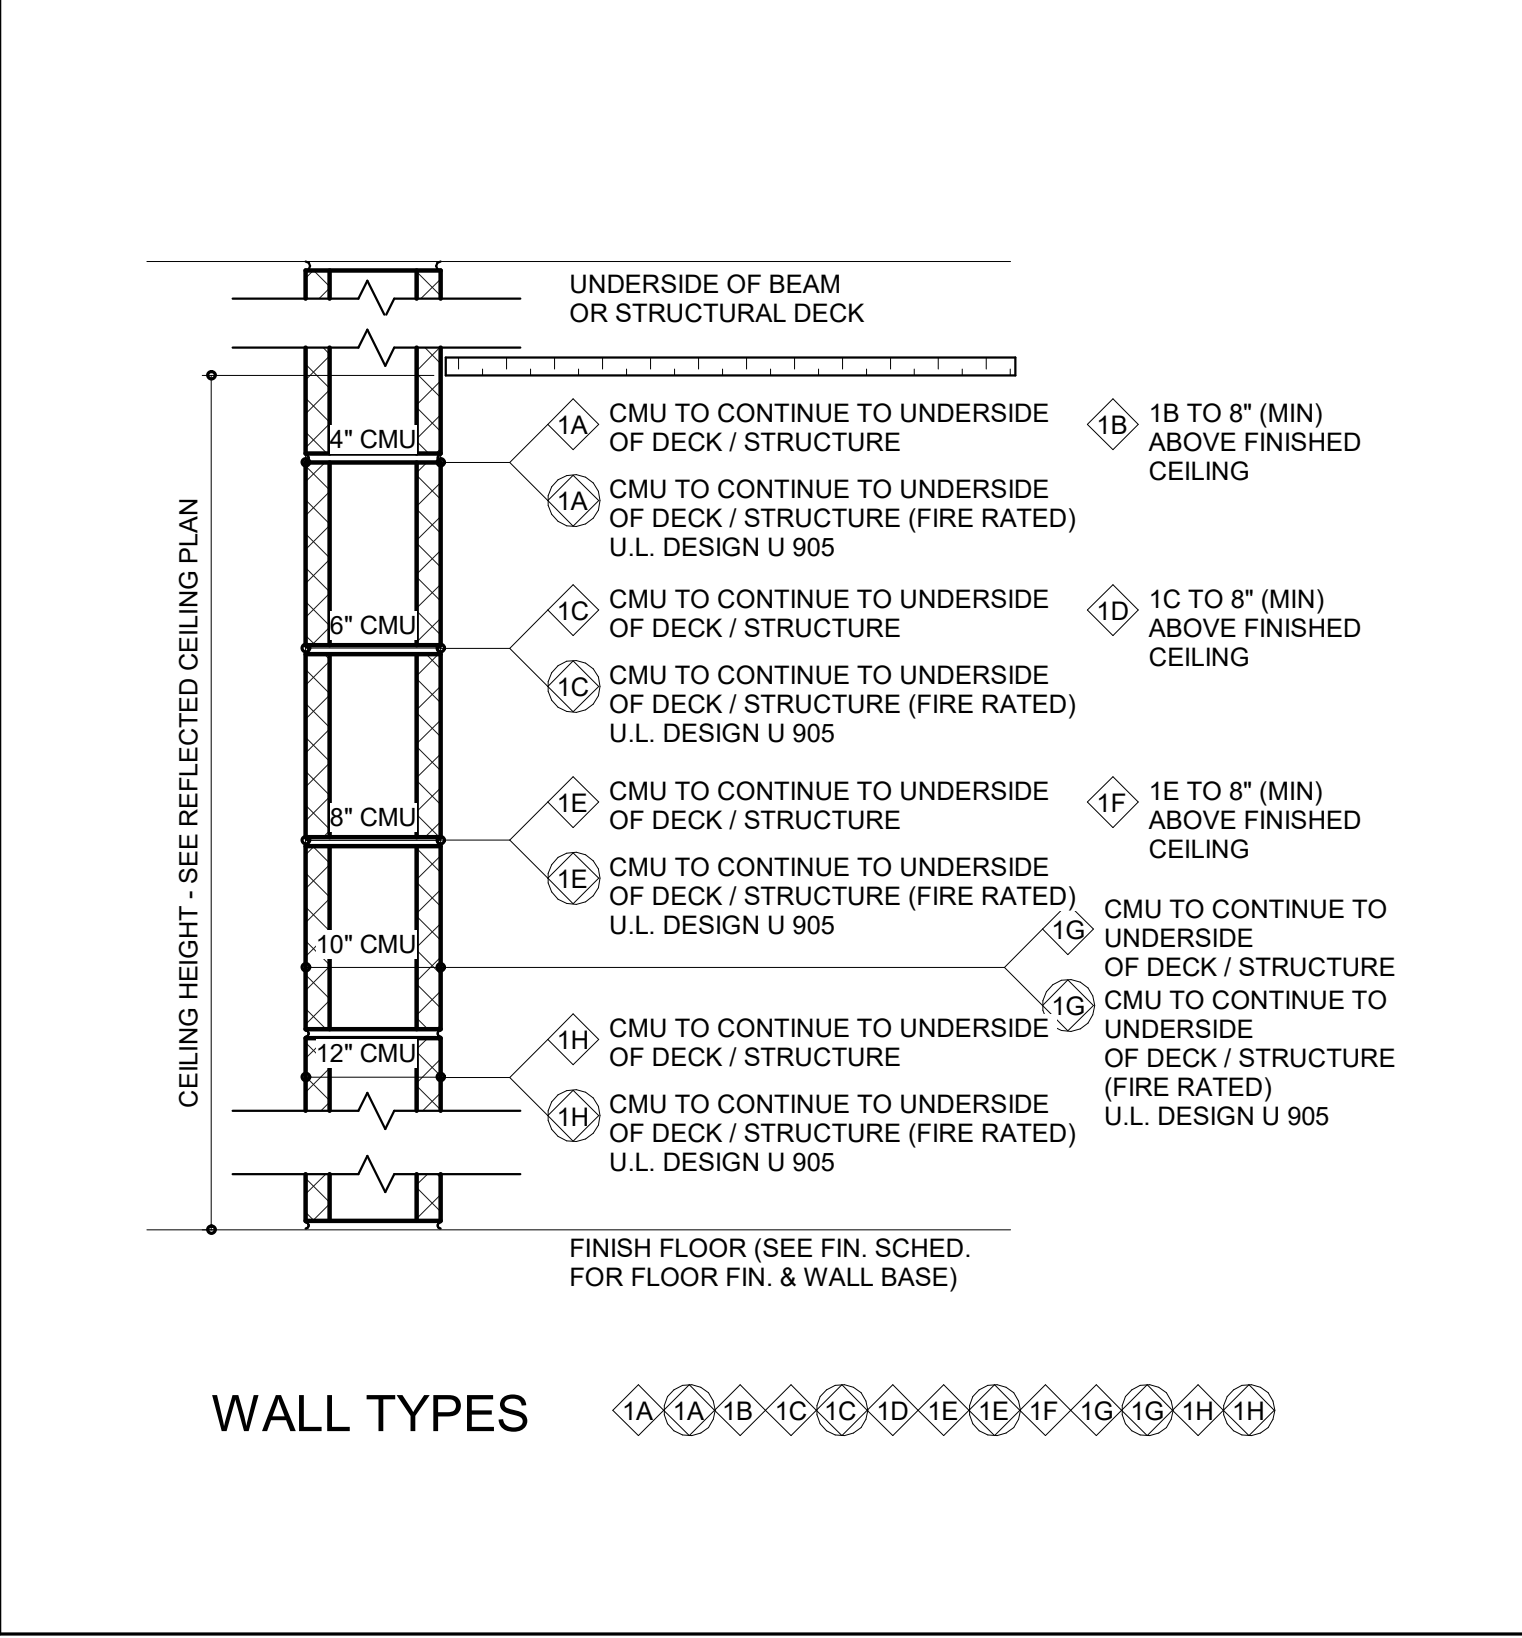 UNDERSIDE OF BEAM
OR STRUCTURAL DECK
CEILING HEIGHT - SEE REFLECTED CEILING PLAN
4" CMU
1A
CMU TO CONTINUE TO UNDERSIDE
OF DECK / STRUCTURE
1B
1B TO 8" (MIN)
ABOVE FINISHED
CEILING
1A
CMU TO CONTINUE TO UNDERSIDE
OF DECK / STRUCTURE (FIRE RATED)
U.L. DESIGN U 905
6" CMU
1C
CMU TO CONTINUE TO UNDERSIDE
OF DECK / STRUCTURE
1D
1C TO 8" (MIN)
ABOVE FINISHED
CEILING
1C
CMU TO CONTINUE TO UNDERSIDE
OF DECK / STRUCTURE (FIRE RATED)
U.L. DESIGN U 905
8" CMU
1E
CMU TO CONTINUE TO UNDERSIDE
OF DECK / STRUCTURE
1F
1E TO 8" (MIN)
ABOVE FINISHED
CEILING
1E
CMU TO CONTINUE TO UNDERSIDE
OF DECK / STRUCTURE (FIRE RATED)
U.L. DESIGN U 905
10" CMU
1G
CMU TO CONTINUE TO
UNDERSIDE
OF DECK / STRUCTURE
1G
CMU TO CONTINUE TO
UNDERSIDE
OF DECK / STRUCTURE
(FIRE RATED)
U.L. DESIGN U 905
12" CMU
1H
CMU TO CONTINUE TO UNDERSIDE
OF DECK / STRUCTURE
1H
CMU TO CONTINUE TO UNDERSIDE
OF DECK / STRUCTURE (FIRE RATED)
U.L. DESIGN U 905
FINISH FLOOR (SEE FIN. SCHED.
FOR FLOOR FIN. & WALL BASE)
WALL TYPES 1A 1A 1B 1C 1C 1D 1E 1E 1F 1G 1G 1H 1H